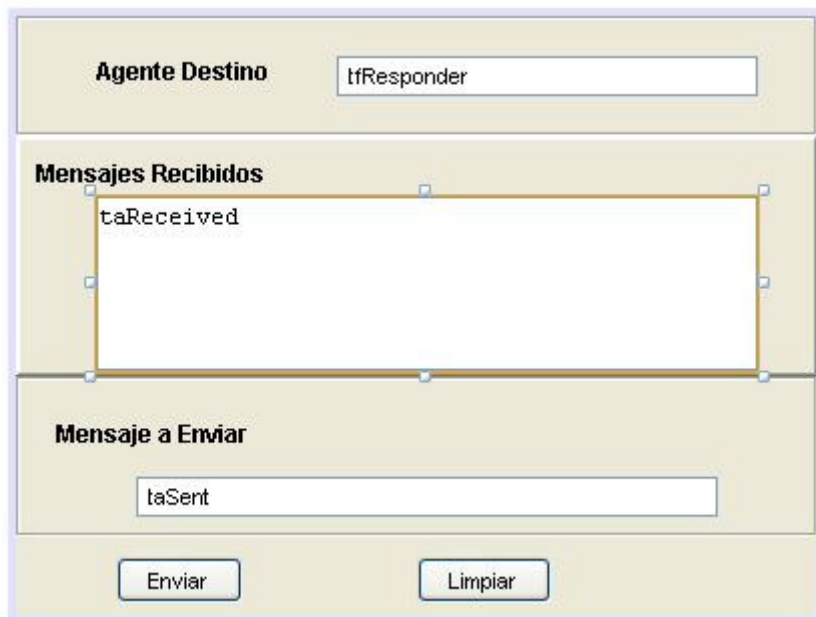 Agente Destino tfResponder
Mensajes Recibidos
taReceived
Mensaje a Enviar
taSent
Enviar Limpiar